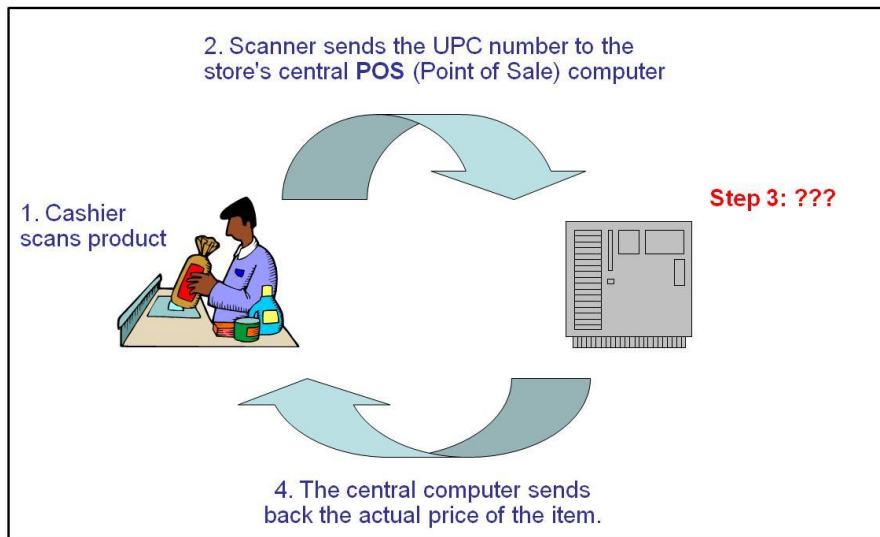 2. Scanner sends the UPC number to the
store's central POS (Point of Sale) computer
1. Cashier
scans product
Step 3: ???
4. The central computer sends
back the actual price of the item.